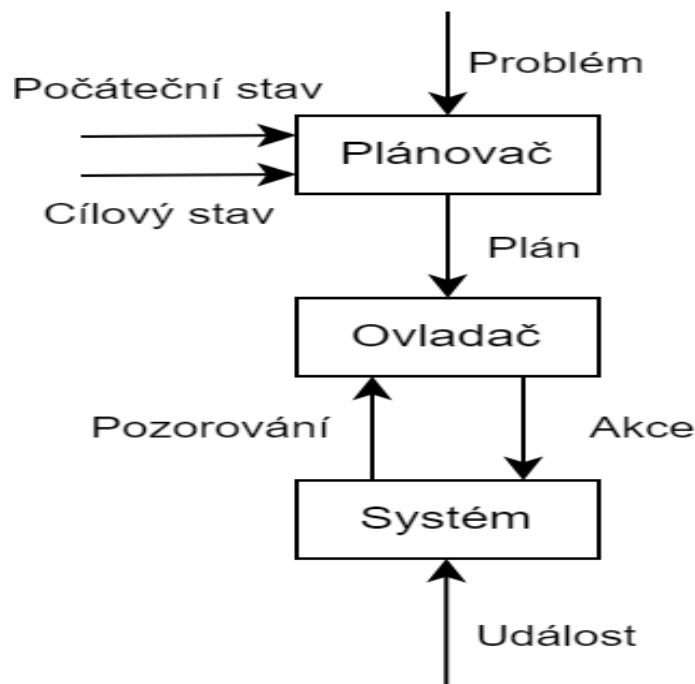 Problém
Počáteční stav
Plánovač
Cílový stav
Plán
Ovladač
Pozorování
Akce
Systém
Událost